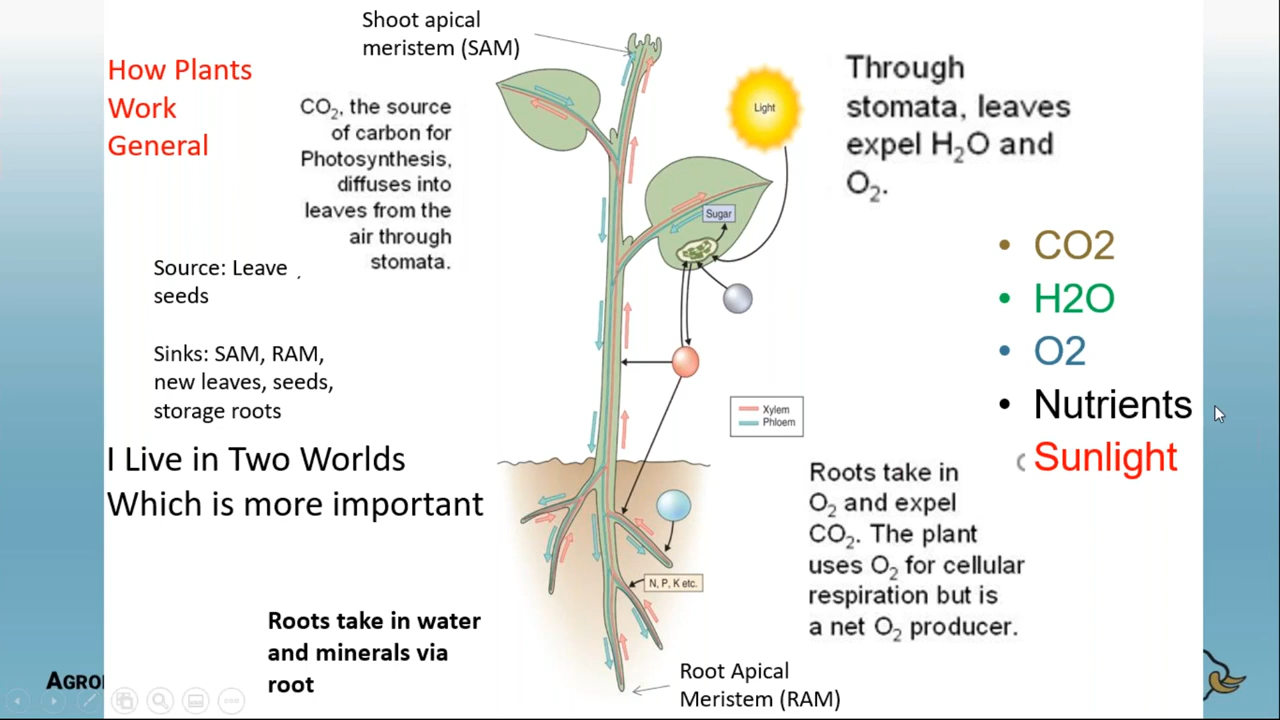 How Plants
Work
General
Shoot apical
meristem (SAM)
CO₂, the source
of carbon for
Photosynthesis,
diffuses into
leaves from the
air through
stomata.
Light
Sugar
Through
stomata, leaves
expel H₂O and
O₂.
Source: Leave ,
seeds
Sinks: SAM, RAM,
new leaves, seeds,
storage roots
• CO2
• H2O
• O2
• Nutrients
Sunlight
Xylem
Phloem
I Live in Two Worlds
Which is more important
Roots take in
O₂ and expel
CO₂. The plant
uses O₂ for cellular
respiration but is
a net O₂ producer.
N, P, K etc.
Roots take in water
and minerals via
root
Root Apical
Meristem (RAM)